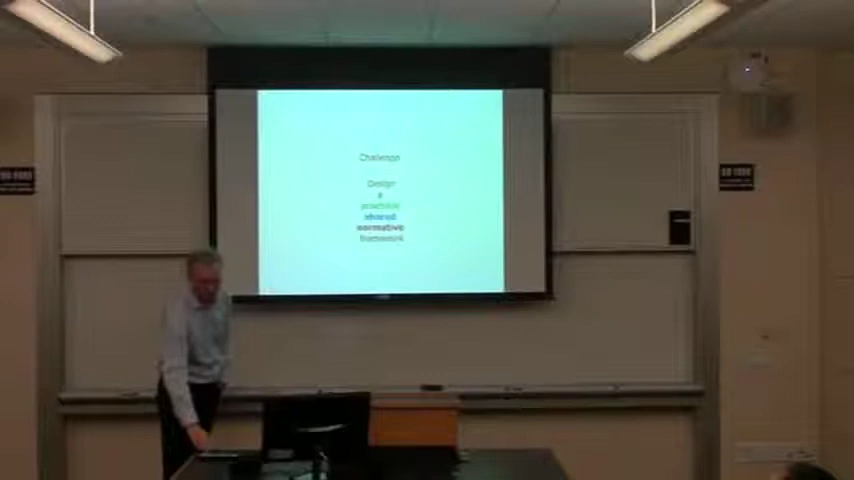 Challenge
Design
a
practicable
shared
normative
framework